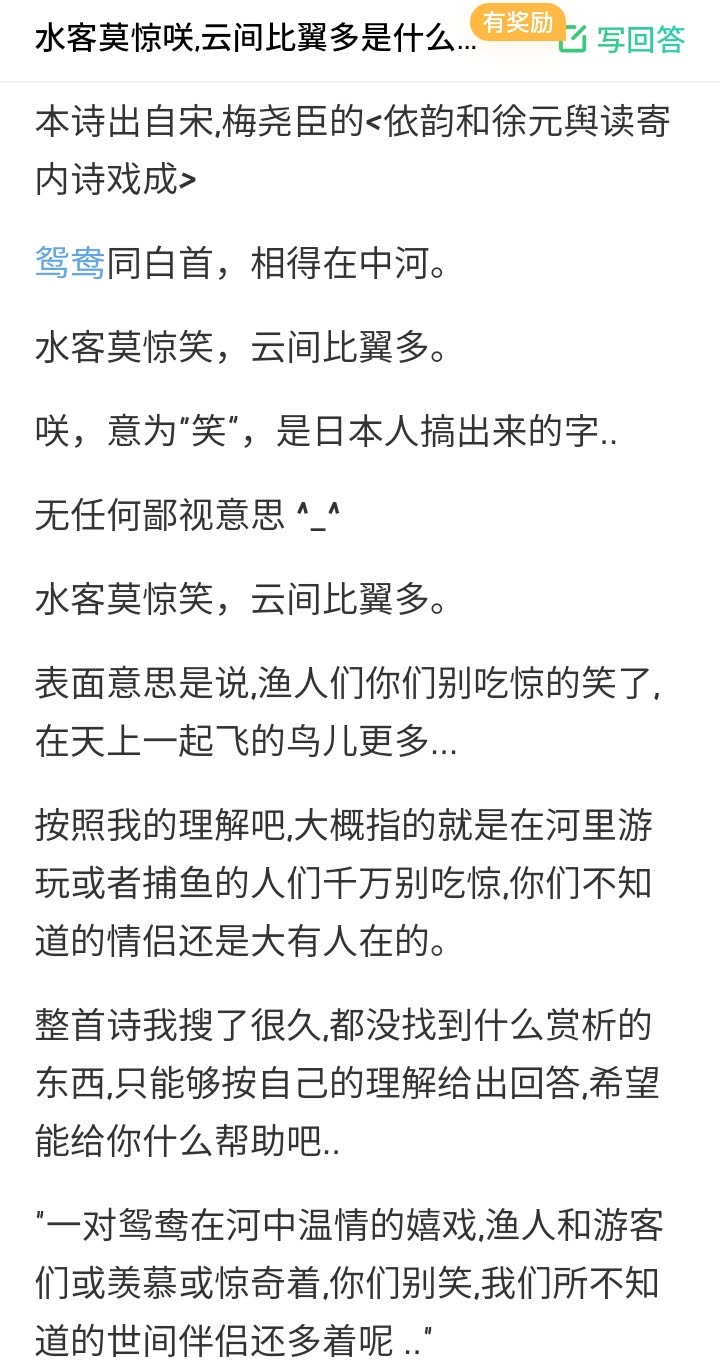 水客莫惊咲,云间比翼多是什么...
有奖励
写回答
本诗出自宋,梅尧臣的<依韵和徐元舆读寄
内诗戏成>
鸳鸯同白首，相得在中河。
水客莫惊笑，云间比翼多。
咲，意为"笑"，是日本人搞出来的字..
无任何鄙视意思 ^_^
水客莫惊笑，云间比翼多。
表面意思是说,渔人们你们别吃惊的笑了,
在天上一起飞的鸟儿更多...
按照我的理解吧,大概指的就是在河里游
玩或者捕鱼的人们千万别吃惊,你们不知
道的情侣还是大有人在的。
整首诗我搜了很久,都没找到什么赏析的
东西,只能够按自己的理解给出回答,希望
能给你什么帮助吧..
"一对鸳鸯在河中温情的嬉戏,渔人和游客
们或羡慕或惊奇着,你们别笑,我们所不知
道的世间伴侣还多着呢 .."